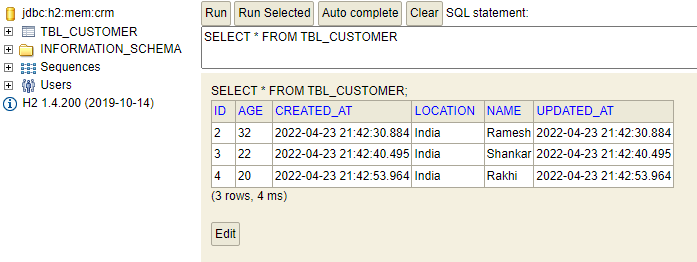 jdbc:h2:mem:crm
TBL_CUSTOMER
INFORMATION_SCHEMA
Sequences
Users
H2 1.4.200 (2019-10-14)
Run Run Selected Auto complete Clear SQL statement:
SELECT * FROM TBL_CUSTOMER
SELECT * FROM TBL_CUSTOMER;
ID AGE CREATED_AT LOCATION NAME UPDATED_AT
2 32 2022-04-23 21:42:30.884 India Ramesh 2022-04-23 21:42:30.884
3 22 2022-04-23 21:42:40.495 India Shankar 2022-04-23 21:42:40.495
4 20 2022-04-23 21:42:53.964 India Rakhi 2022-04-23 21:42:53.964
(3 rows, 4 ms)
Edit